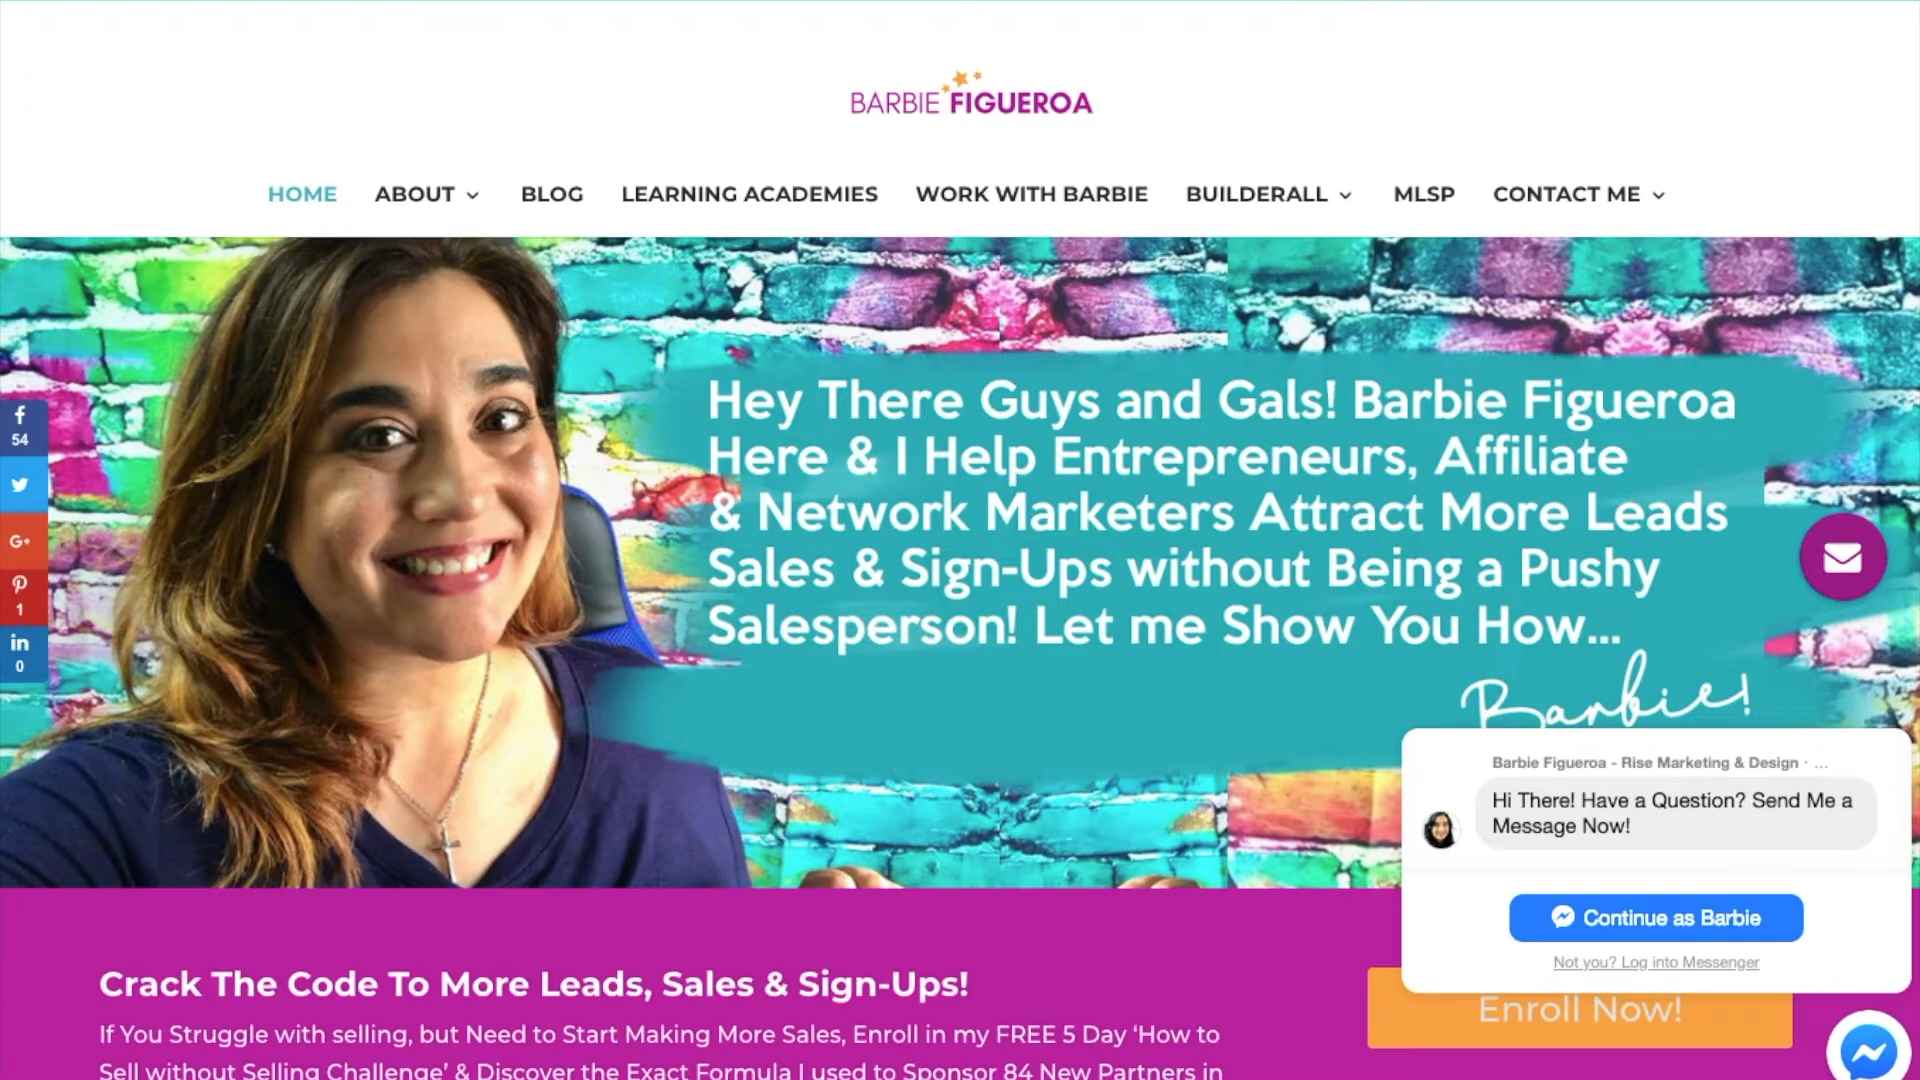 BARBIE FIGUEROA
HOME ABOUT BLOG LEARNING ACADEMIES WORK WITH BARBIE BUILDERALL MLSP CONTACT ME
Hey There Guys and Gals! Barbie Figueroa
Here & I Help Entrepreneurs, Affiliate
& Network Marketers Attract More Leads
Sales & Sign-Ups without Being a Pushy
Salesperson! Let me Show You How...
Barbie!
54
G+
1
in
0
Barbie Figueroa - Rise Marketing & Design · ...
Hi There! Have a Question? Send Me a
Message Now!
Continue as Barbie
Not you? Log into Messenger
Crack The Code To More Leads, Sales & Sign-Ups!
If You Struggle with selling, but Need to Start Making More Sales, Enroll in my FREE 5 Day ‘How to
Sell without Selling Challenge’ & Discover the Exact Formula I used to Sponsor 84 New Partners in
Enroll Now!